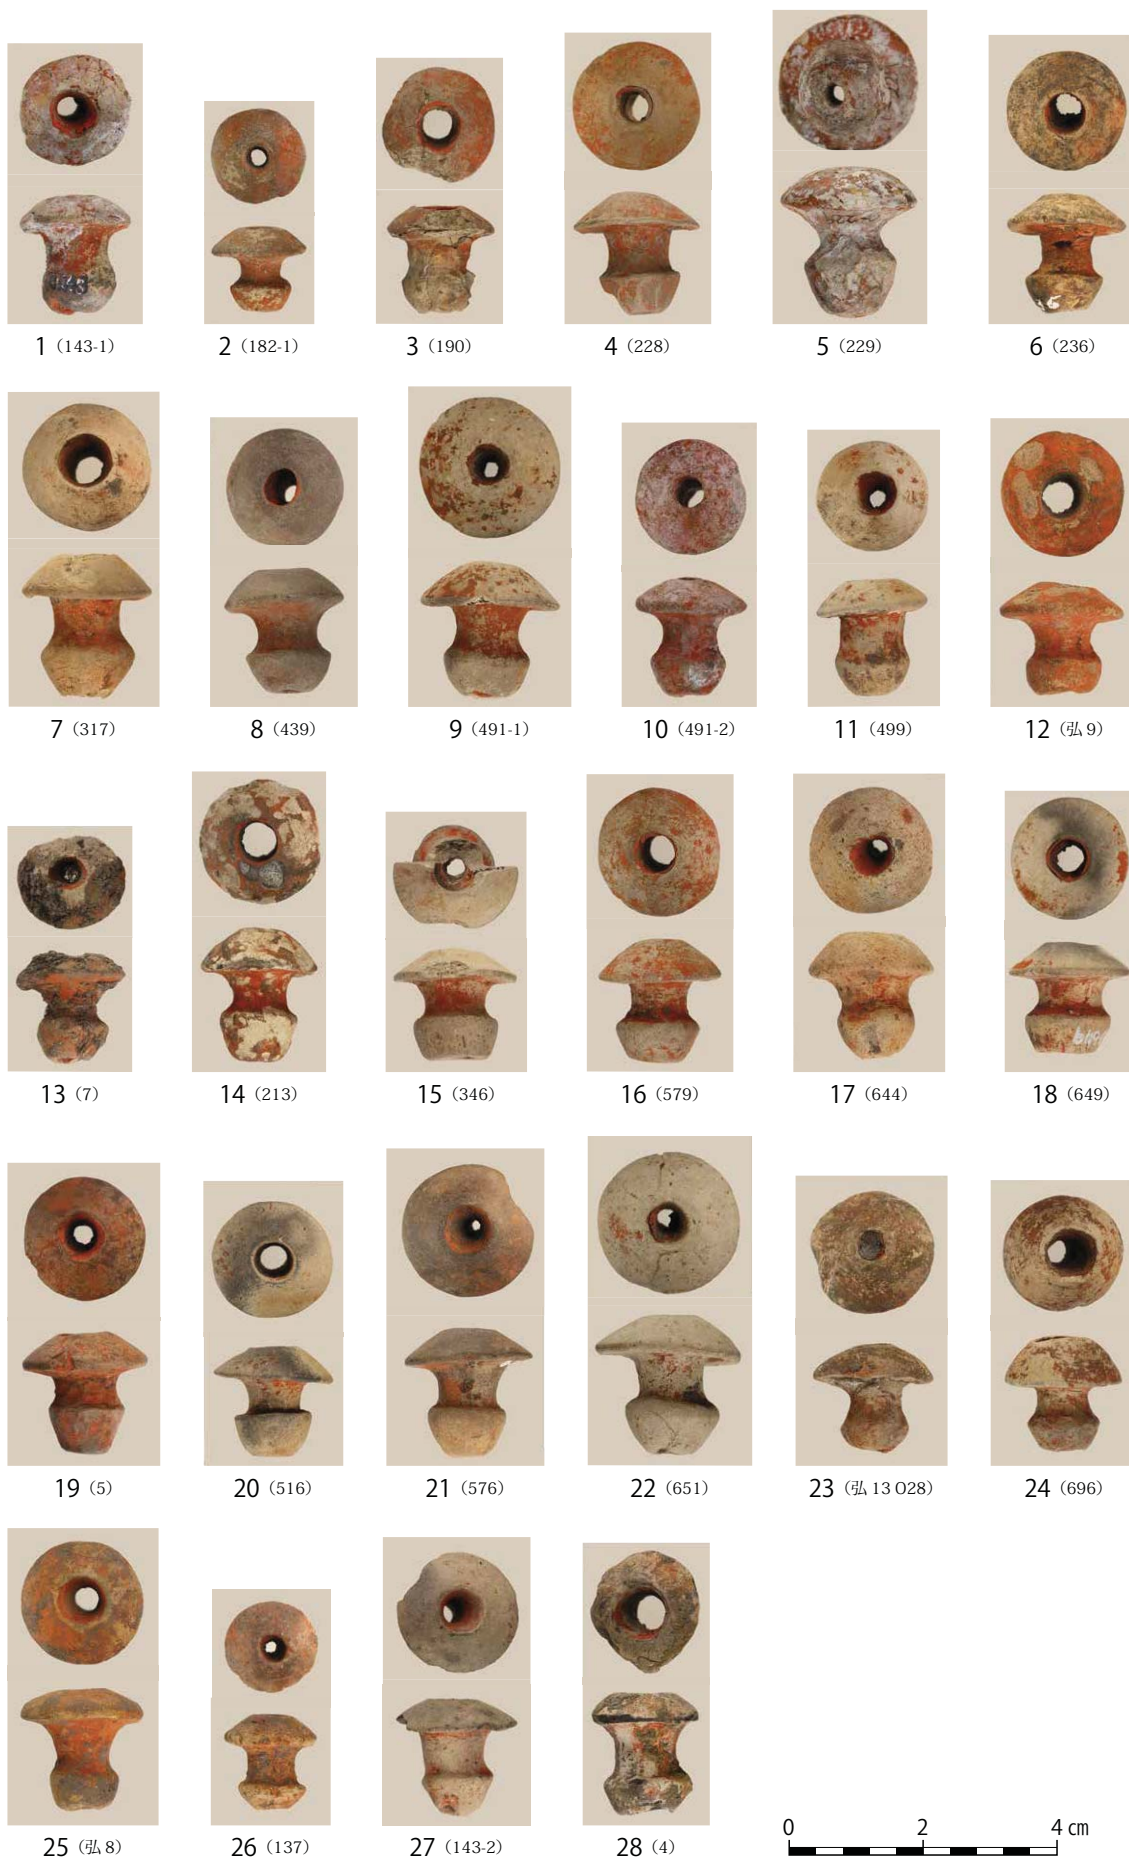 1（143-1） 2（182-1） 3（190） 4（228） 5（229） 6（236）
7（317） 8（439） 9（491-1） 10（491-2） 11（499） 12（弘 9）
13（7） 14（213） 15（346） 16（579） 17（644） 18（649）
19（5） 20（516） 21（576） 22（651） 23（弘 13 O28） 24（696）
25（弘 8） 26（137） 27（143-2） 28（4）
0 2 4 cm